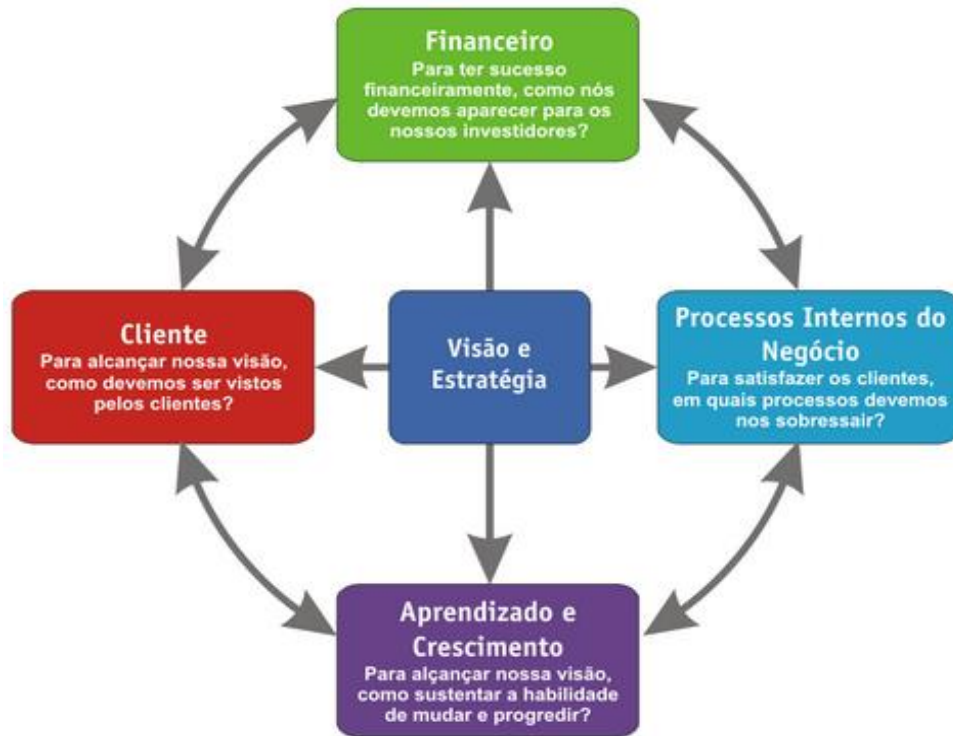 Financeiro
Para ter sucesso
financeiramente, como nós
devemos aparecer para os
nossos investidores?
Cliente
Para alcançar nossa visão,
como devemos ser vistos
pelos clientes?
Visão e
Estratégia
Processos Internos do
Negócio
Para satisfazer os clientes,
em quais processos devemos
nos sobressair?
Aprendizado e
Crescimento
Para alçançar nossa visão,
como sustentar a habilidade
de mudar e progredir?